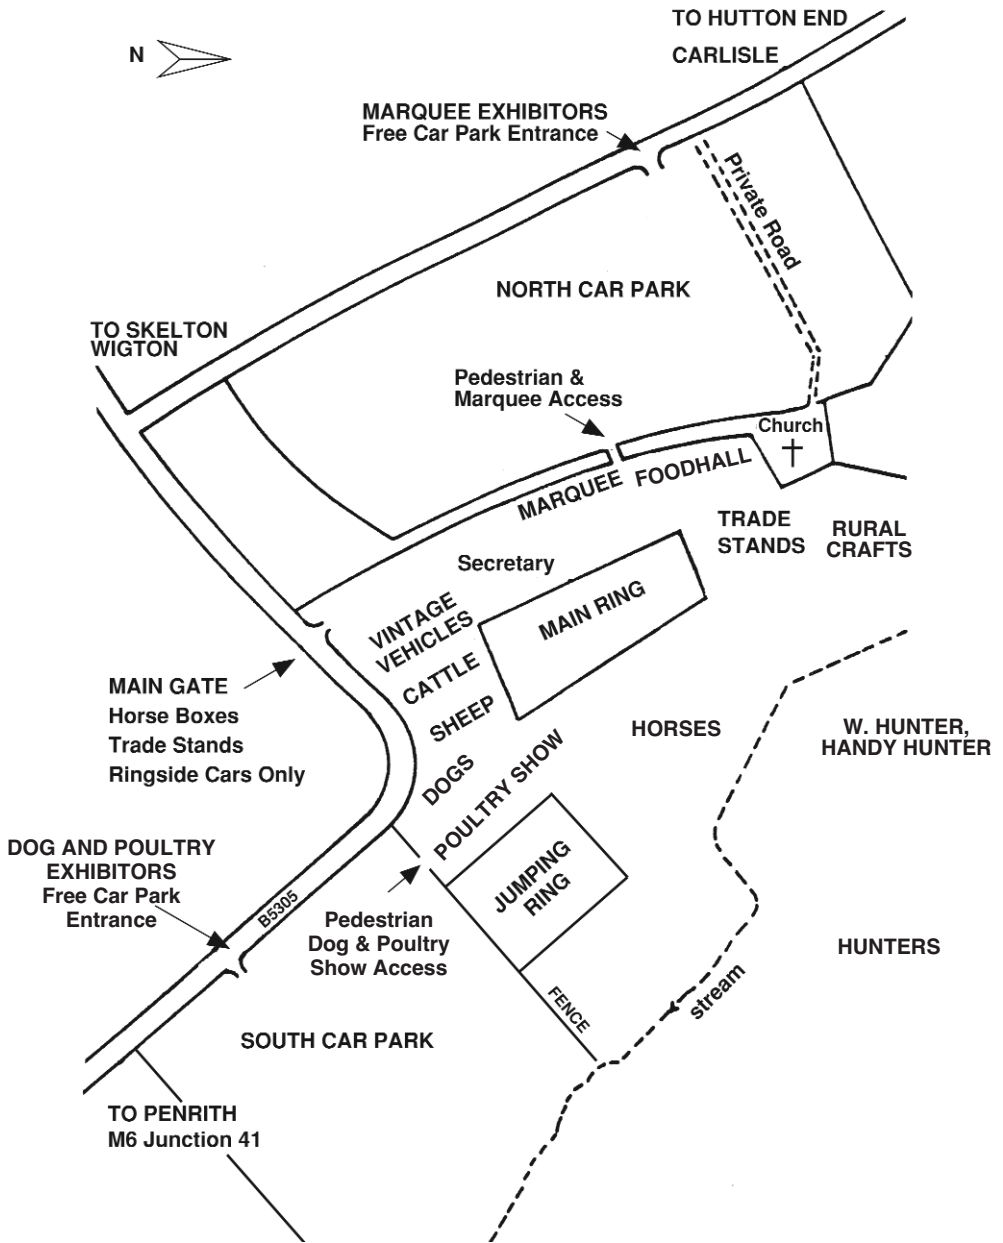 TO HUTTON END
CARLISLE
N
MARQUEE EXHIBITORS
Free Car Park Entrance
Private Road
NORTH CAR PARK
TO SKELTON
WIGTON
Pedestrian &
Marquee Access
Church
MARQUEE FOODHALL
TRADE
STANDS
RURAL
CRAFTS
Secretary
MAIN RING
VINTAGE
VEHICLES
CATTLE
SHEEP
DOGS
POULTRY SHOW
MAIN GATE
Horse Boxes
Trade Stands
Ringside Cars Only
HORSES
W. HUNTER,
HANDY HUNTER
DOG AND POULTRY
EXHIBITORS
Free Car Park
Entrance
B5305
JUMPING
RING
Pedestrian
Dog & Poultry
Show Access
HUNTERS
stream
FENCE
SOUTH CAR PARK
TO PENRITH
M6 Junction 41